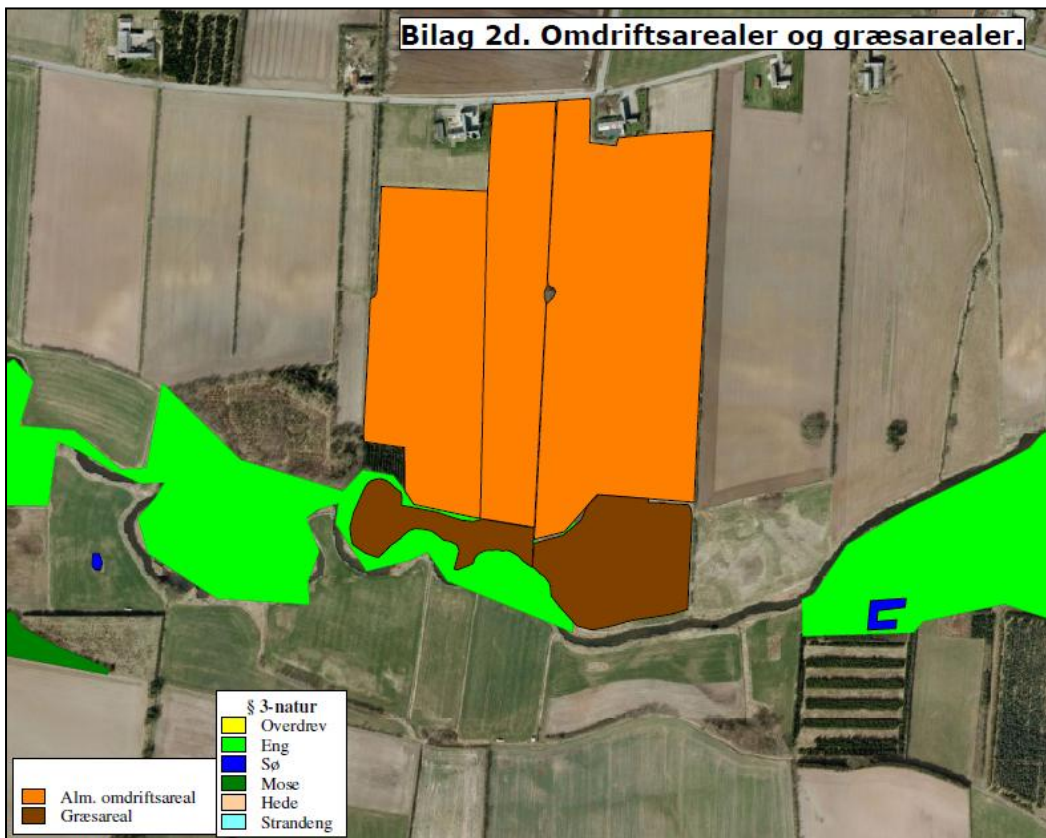 Bilag 2d. Omdriftsarealer og græsarealer.
§ 3-natur
Overdrev
Eng
Sø
Mose
Hede
Strandeng
Alm. omdriftsareal
Græsareal